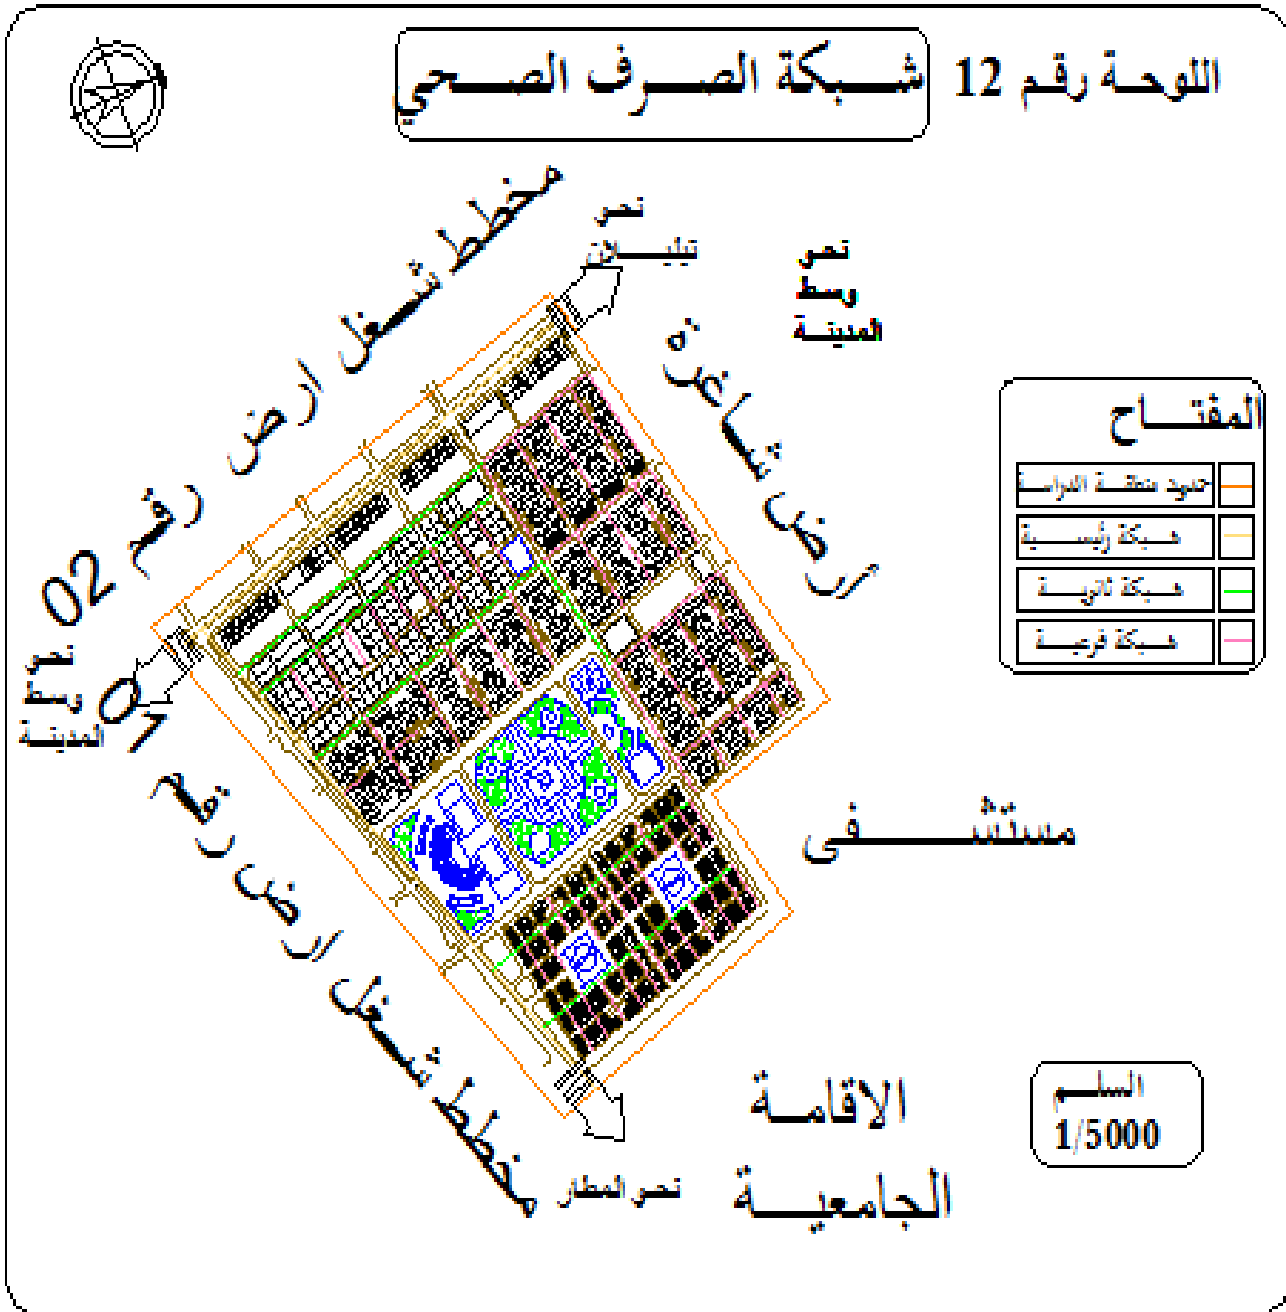 اللوحة رقم 12
شبكة الصرف الصحي
مخطط شغل ارض رقم 02
نحو
تيليلان
نحو
وسط
المدينة
أرض شاغرة
المفتاح
حدود منطقة الدراسة
شبكة رئيسية
شبكة ثانوية
شبكة فرعية
نحو
وسط
المدينة
مخطط شغل لارض رقم 01
مستشفى
الاقامة
الجامعية
نحو المطار
السلم
1/5000